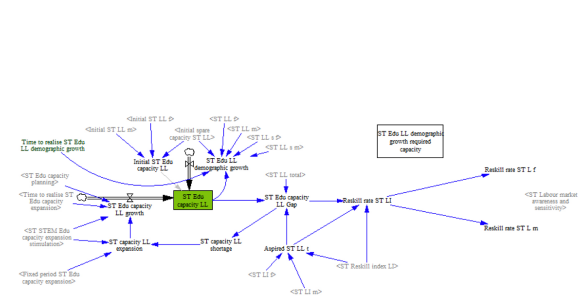 <Initial ST LL f>
<ST LL f>
<Initial ST LL m>
<Initial spare
capacity ST LL>
<ST LL m>
<ST LL s f>
<ST LL s m>
Time to realise ST Edu
LL demographic growth
Initial ST Edu
capacity LL
ST Edu LL
demographic growth
ST Edu LL demographic
growth required
capacity
<ST Edu capacity
planning>
<Time to realise ST
Edu capacity
expansion>
ST Edu capacity
LL growth
ST Edu
capacity LL
<ST LL total>
ST Edu capacity
LL Gap
Reskill rate ST Ll
Reskill rate ST L f
Reskill rate ST L m
<ST Labour market
awareness and
sensitivity>
<ST STEM Edu
capacity expansion
stimulation>
ST capacity LL
expansion
ST capacity LL
shortage
Aspired ST LL t
<Fixed period ST Edu
capacity expansion>
<ST Reskill index Ll>
<ST Ll f>
<ST Ll m>